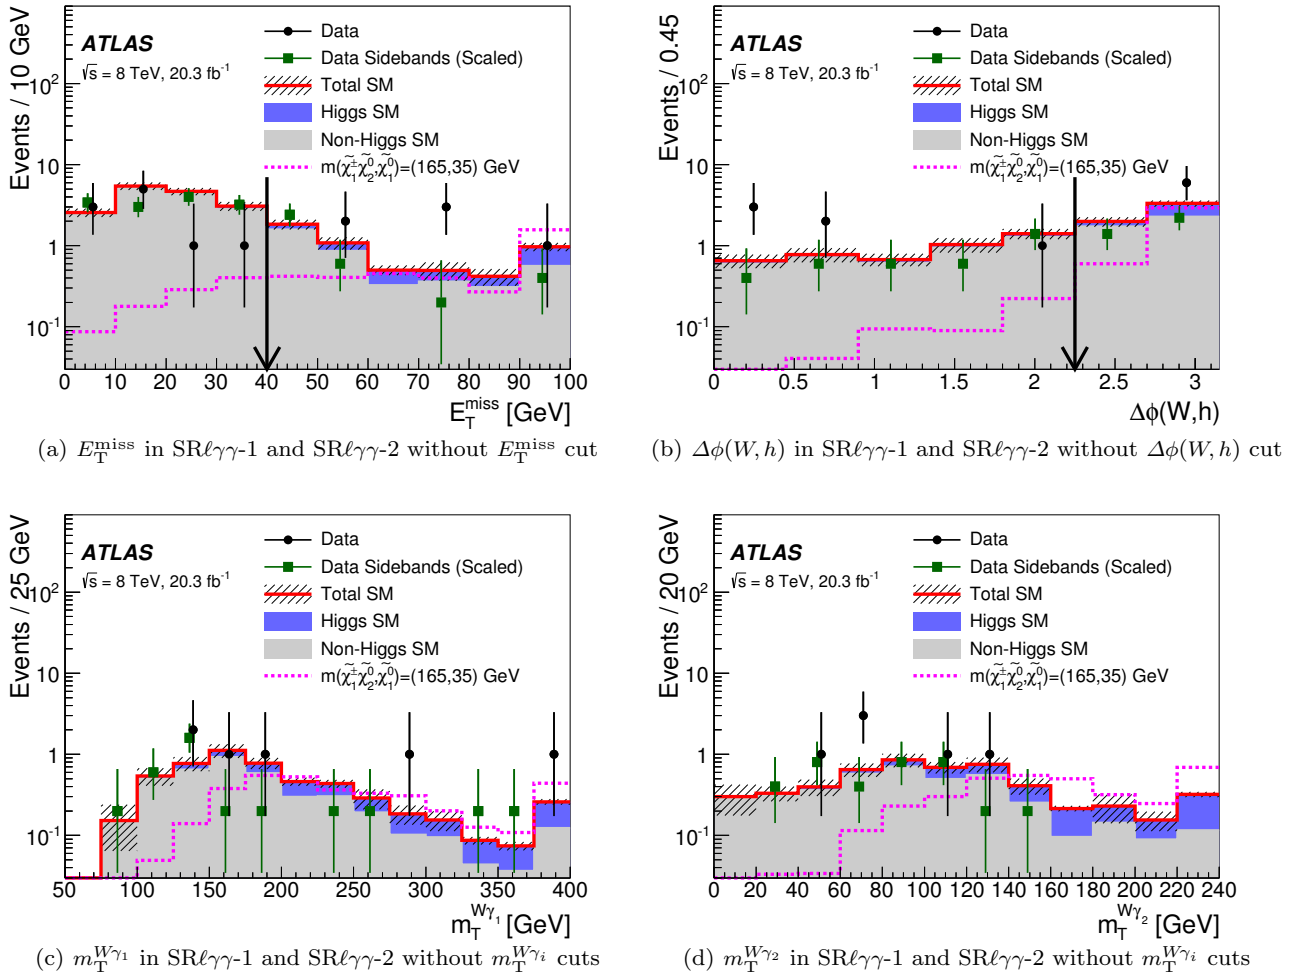 Events / 10 GeV
ATLAS
√s = 8 TeV, 20.3 fb⁻¹
Data
Data Sidebands (Scaled)
Total SM
Higgs SM
Non-Higgs SM
m(χ̃₁±χ̃₂⁰,χ̃₁⁰)=(165,35) GeV
10²
10
1
10⁻¹
0 10 20 30 40 50 60 70 80 90 100
E_T^miss [GeV]
(a) E_T^miss in SRℓγγ-1 and SRℓγγ-2 without E_T^miss cut
Events / 0.45
ATLAS
√s = 8 TeV, 20.3 fb⁻¹
Data
Data Sidebands (Scaled)
Total SM
Higgs SM
Non-Higgs SM
m(χ̃₁±χ̃₂⁰,χ̃₁⁰)=(165,35) GeV
10²
10
1
10⁻¹
0 0.5 1 1.5 2 2.5 3
Δϕ(W,h)
(b) Δϕ(W, h) in SRℓγγ-1 and SRℓγγ-2 without Δϕ(W, h) cut
Events / 25 GeV
ATLAS
√s = 8 TeV, 20.3 fb⁻¹
Data
Data Sidebands (Scaled)
Total SM
Higgs SM
Non-Higgs SM
m(χ̃₁±χ̃₂⁰,χ̃₁⁰)=(165,35) GeV
10²
10
1
10⁻¹
50 100 150 200 250 300 350 400
m_T^Wγ₁ [GeV]
(c) m_T^Wγ₁ in SRℓγγ-1 and SRℓγγ-2 without m_T^Wγᵢ cuts
Events / 20 GeV
ATLAS
√s = 8 TeV, 20.3 fb⁻¹
Data
Data Sidebands (Scaled)
Total SM
Higgs SM
Non-Higgs SM
m(χ̃₁±χ̃₂⁰,χ̃₁⁰)=(165,35) GeV
10²
10
1
10⁻¹
0 20 40 60 80 100 120 140 160 180 200 220 240
m_T^Wγ₂ [GeV]
(d) m_T^Wγ₂ in SRℓγγ-1 and SRℓγγ-2 without m_T^Wγᵢ cuts